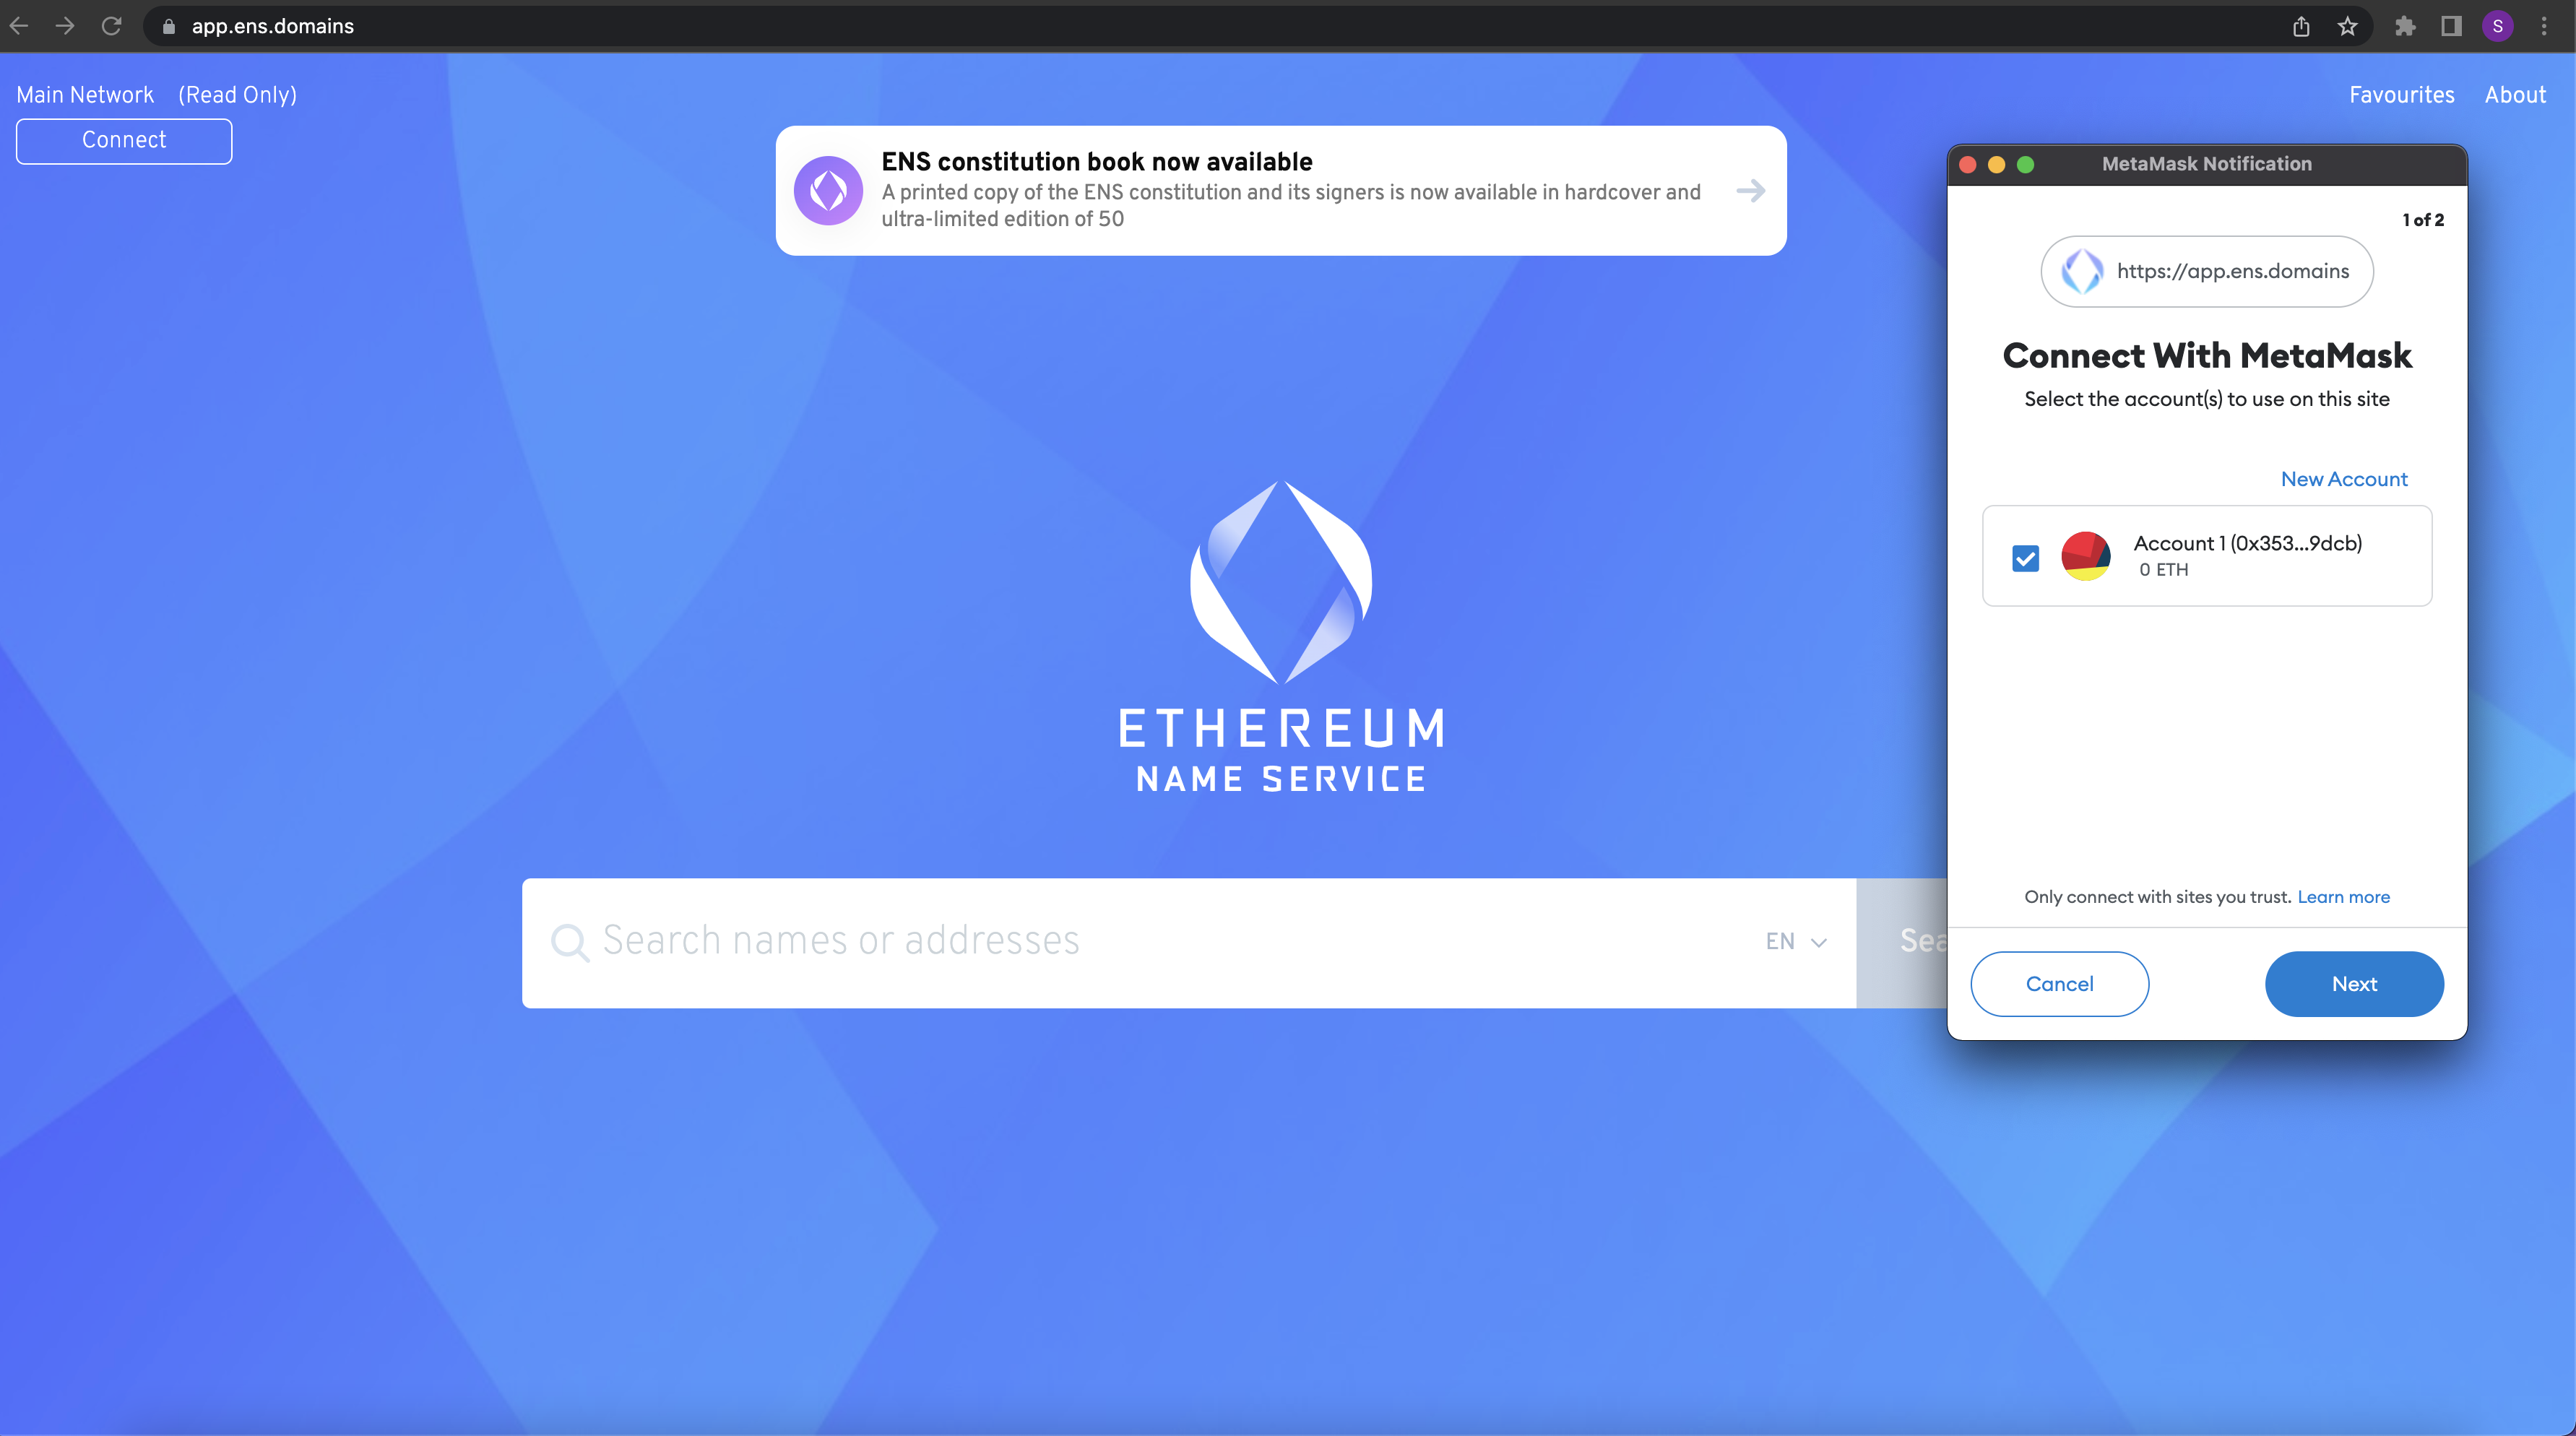 app.ens.domains
S
Main Network (Read Only)
Connect
Favourites About
ENS constitution book now available
A printed copy of the ENS constitution and its signers is now available in hardcover and
ultra-limited edition of 50
ETHEREUM
NAME SERVICE
Search names or addresses
EN
MetaMask Notification
1 of 2
https://app.ens.domains
Connect With MetaMask
Select the account(s) to use on this site
New Account
Account 1 (0x353...9dcb)
0 ETH
Only connect with sites you trust. Learn more
Cancel
Next